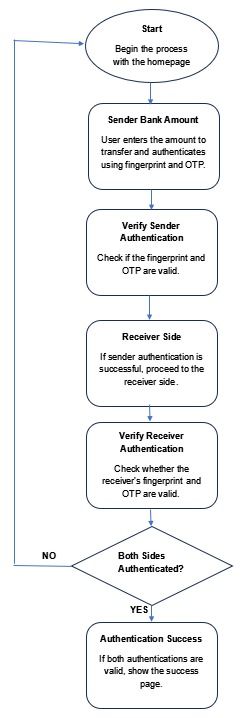 Start
Begin the process
with the homepage
Sender Bank Amount
User enters the amount to
transfer and authenticates
using fingerprint and OTP.
Verify Sender
Authentication
Check if the fingerprint and
OTP are valid.
Receiver Side
If sender authentication is
successful, proceed to the
receiver side.
Verify Receiver
Authentication
Check whether the
receiver's fingerprint and
OTP are valid.
NO
Both Sides
Authenticated?
YES
Authentication Success
If both authentications are
valid, show the success
page.